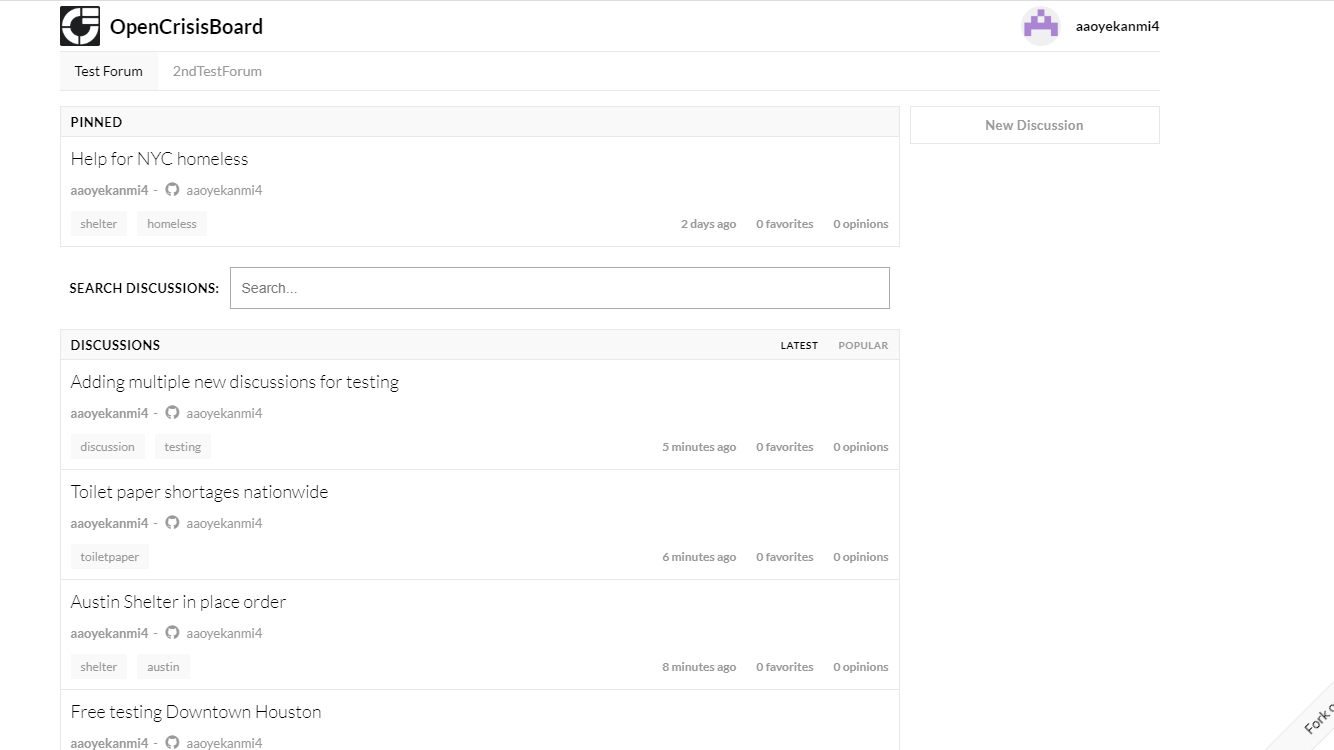 OpenCrisisBoard
aaoyekanmi4
Test Forum 2ndTestForum
PINNED
New Discussion
Help for NYC homeless
aaoyekanmi4 - aaoyekanmi4
shelter homeless 2 days ago 0 favorites 0 opinions
SEARCH DISCUSSIONS: Search...
DISCUSSIONS LATEST POPULAR
Adding multiple new discussions for testing
aaoyekanmi4 - aaoyekanmi4
discussion testing 5 minutes ago 0 favorites 0 opinions
Toilet paper shortages nationwide
aaoyekanmi4 - aaoyekanmi4
toiletpaper 6 minutes ago 0 favorites 0 opinions
Austin Shelter in place order
aaoyekanmi4 - aaoyekanmi4
shelter austin 8 minutes ago 0 favorites 0 opinions
Free testing Downtown Houston
aaoyekanmi4 - aaoyekanmi4
Fork